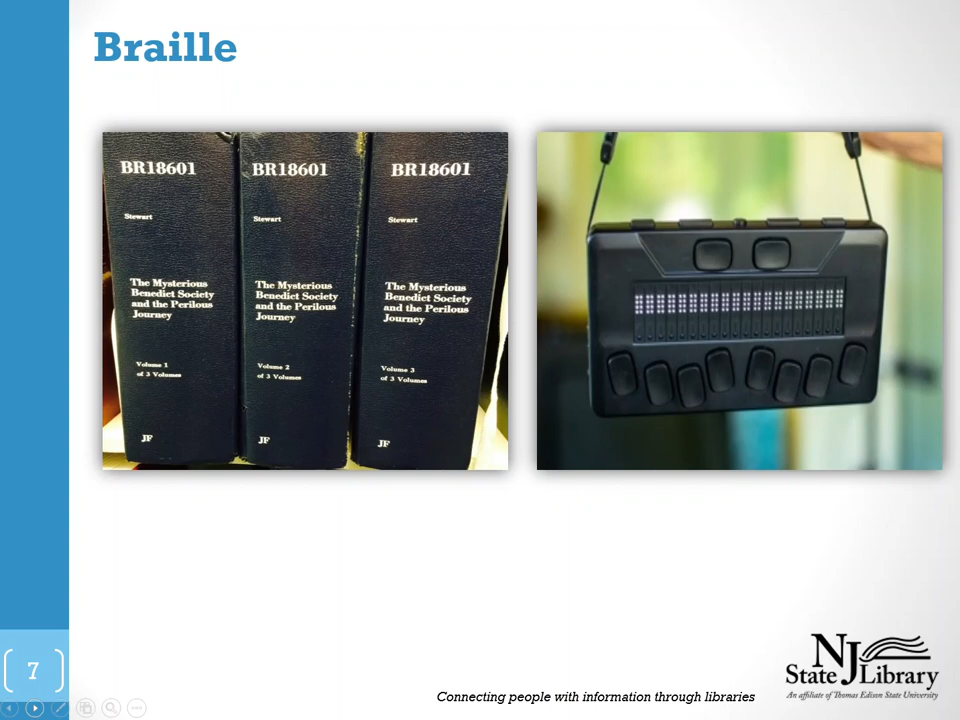 Braille
BR18601
Stewart
The Mysterious
Benedict Society
and the Perilous
Journey
Volume 1
of 3 Volumes
JF
BR18601
Stewart
The Mysterious
Benedict Society
and the Perilous
Journey
Volume 2
of 3 Volumes
JF
BR18601
Stewart
The Mysterious
Benedict Society
and the Perilous
Journey
Volume 3
of 3 Volumes
JF
7
Connecting people with information through libraries
NJ
State Library
An affiliate of Thomas Edison State University